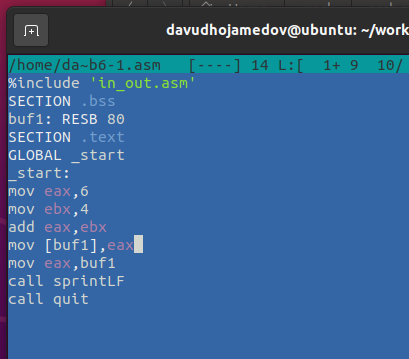 davudhojamedov@ubuntu: ~/work
/home/da~b6-1.asm [----] 14 L:[ 1+ 9 10/
%include 'in_out.asm'
SECTION .bss
buf1: RESB 80
SECTION .text
GLOBAL _start
_start:
mov eax,6
mov ebx,4
add eax,ebx
mov [buf1],eax
mov eax,buf1
call sprintLF
call quit